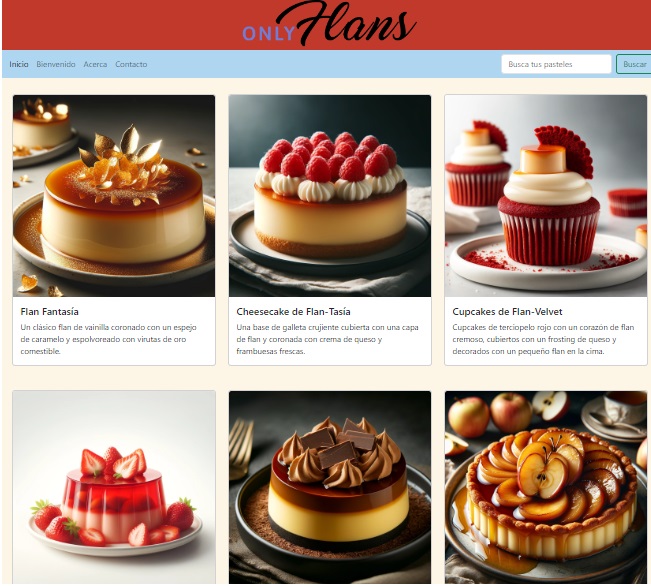 ONLY Flans
Inicio Bienvenido Acerca Contacto Busca tus pasteles Buscar
Flan Fantasía
Un clásico flan de vainilla coronado con un espejo
de caramelo y espolvoreado con virutas de oro
comestible.
Cheesecake de Flan-Tasía
Una base de galleta crujiente cubierta con una capa
de flan y coronada con crema de queso y
frambuesas frescas.
Cupcakes de Flan-Velvet
Cupcakes de terciopelo rojo con un corazón de flan
cremoso, cubiertos con un frosting de queso y
decorados con un pequeño flan en la cima.